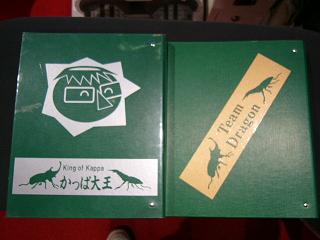 King of Kappa
かっぱ大王
Team
Dragon